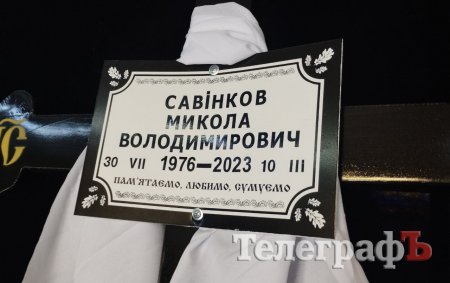 САВІНКОВ
МИКОЛА
ВОЛОДИМИРОВИЧ
30 VII 1976—2023 10 III
ПАМ'ЯТАЄМО, ЛЮБИМО, СУМУЄМО
ТелеграфЪ